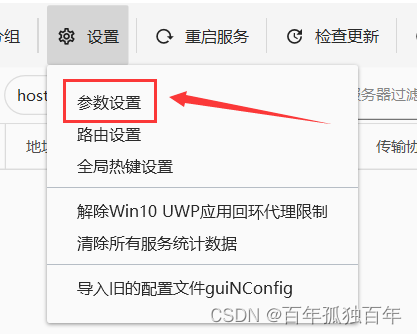 分组 设置 重启服务 检查更新
host 服务器过滤
参数设置
地址 传输协
路由设置
全局热键设置
解除Win10 UWP应用回环代理限制
清除所有服务统计数据
导入旧的配置文件guiNConfig
CSDN @百年孤独百年